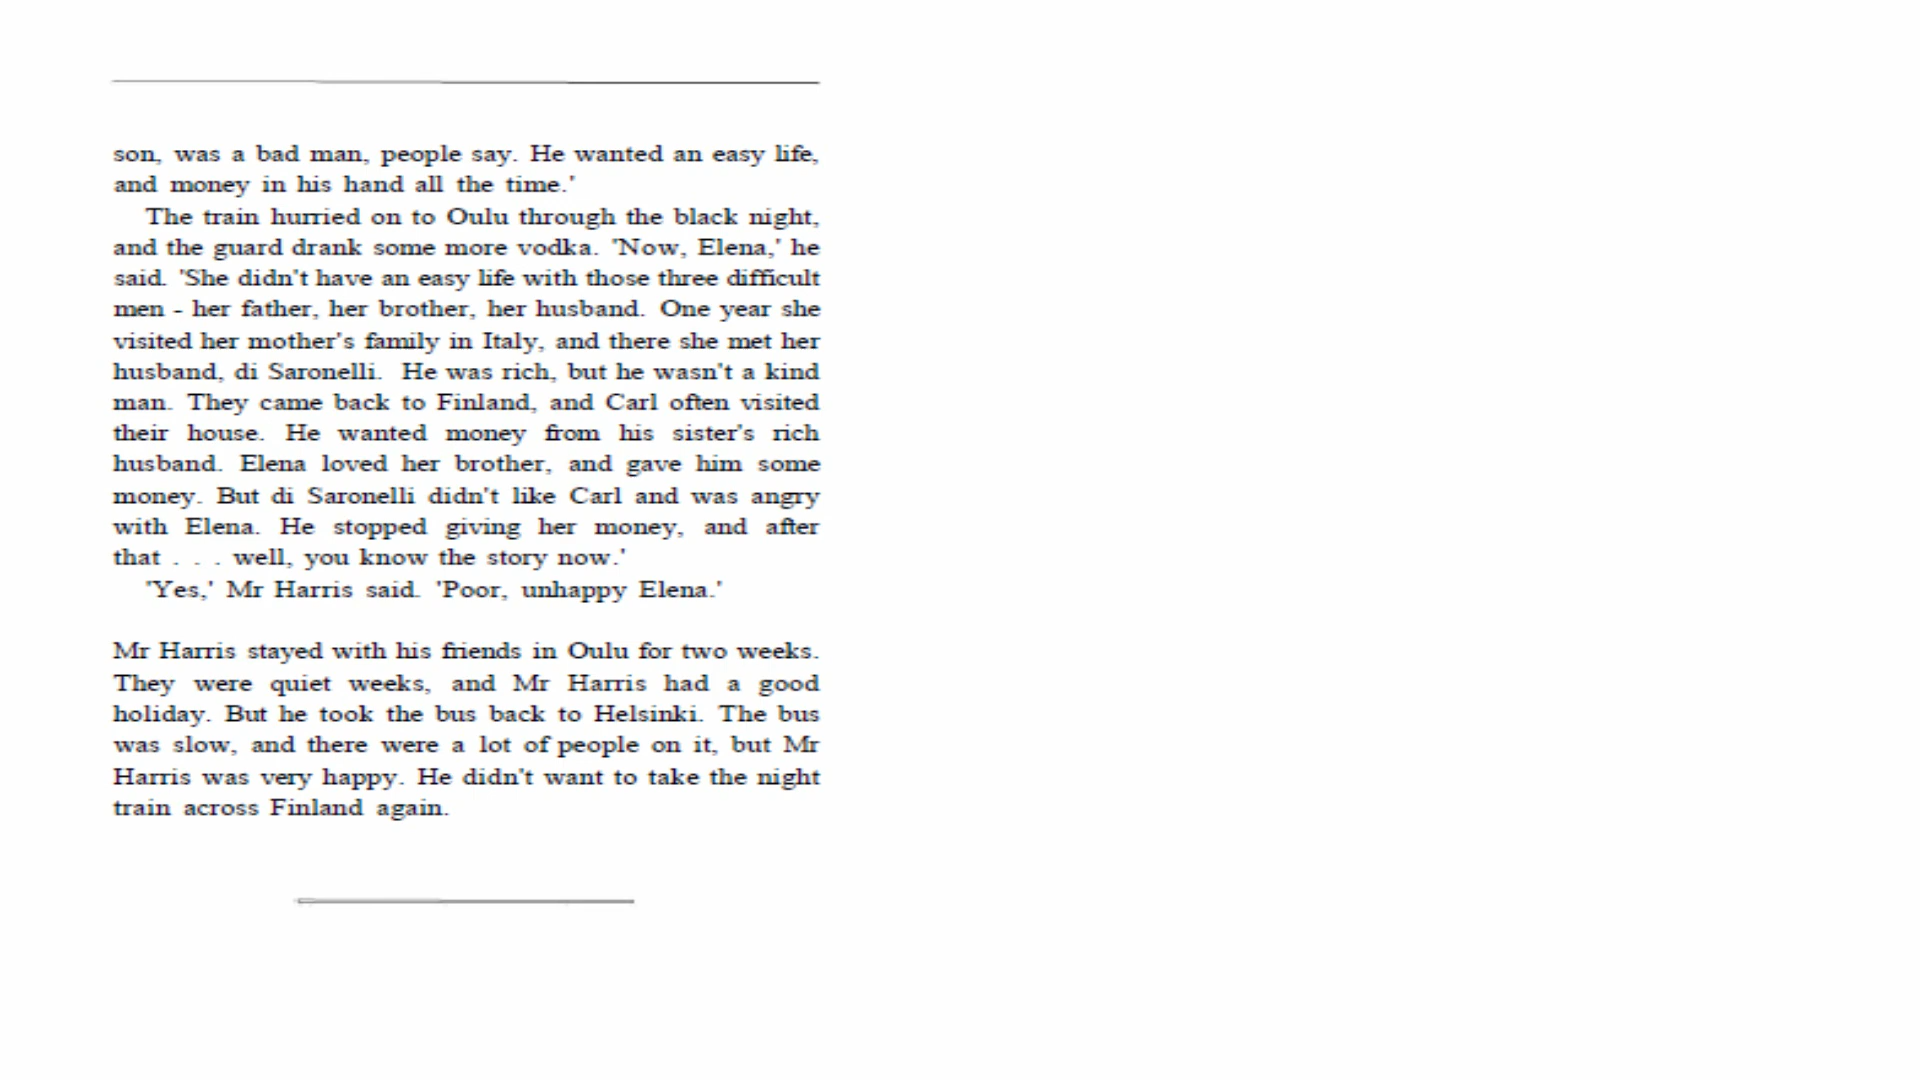 son, was a bad man, people say. He wanted an easy life,
and money in his hand all the time.'
The train hurried on to Oulu through the black night,
and the guard drank some more vodka. 'Now, Elena,' he
said. 'She didn't have an easy life with those three difficult
men - her father, her brother, her husband. One year she
visited her mother's family in Italy, and there she met her
husband, di Saronelli. He was rich, but he wasn't a kind
man. They came back to Finland, and Carl often visited
their house. He wanted money from his sister's rich
husband. Elena loved her brother, and gave him some
money. But di Saronelli didn't like Carl and was angry
with Elena. He stopped giving her money, and after
that . . . well, you know the story now.'
'Yes,' Mr Harris said. 'Poor, unhappy Elena.'
Mr Harris stayed with his friends in Oulu for two weeks.
They were quiet weeks, and Mr Harris had a good
holiday. But he took the bus back to Helsinki. The bus
was slow, and there were a lot of people on it, but Mr
Harris was very happy. He didn't want to take the night
train across Finland again.